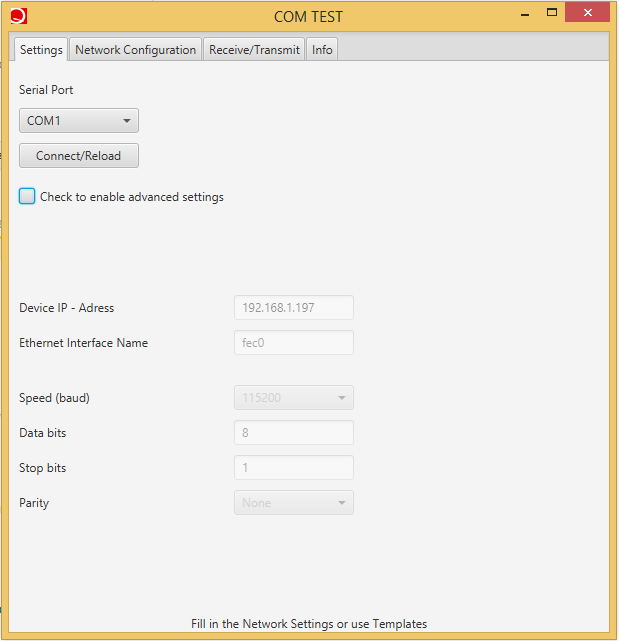 COM TEST
Settings Network Configuration Receive/Transmit Info
Serial Port
COM1
Connect/Reload
Check to enable advanced settings
Device IP - Adress 192.168.1.197
Ethernet Interface Name fec0
Speed (baud) 115200
Data bits 8
Stop bits 1
Parity None
Fill in the Network Settings or use Templates